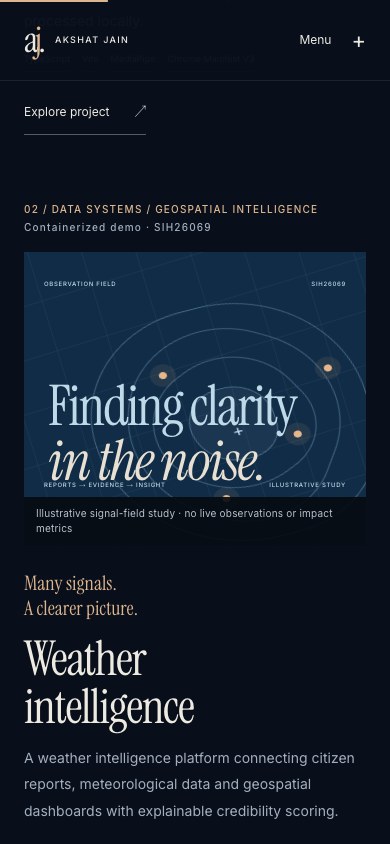 processed locally.
aj.
AKSHAT JAIN
Menu +
Explore project ↗
02 / DATA SYSTEMS / GEOSPATIAL INTELLIGENCE
Containerized demo · SIH26069
OBSERVATION FIELD
SIH26069
Finding clarity
in the noise.
REPORTS → EVIDENCE → INSIGHT
ILLUSTRATIVE STUDY
Illustrative signal-field study · no live observations or impact
metrics
Many signals.
A clearer picture.
Weather
intelligence
A weather intelligence platform connecting citizen
reports, meteorological data and geospatial
dashboards with explainable credibility scoring.